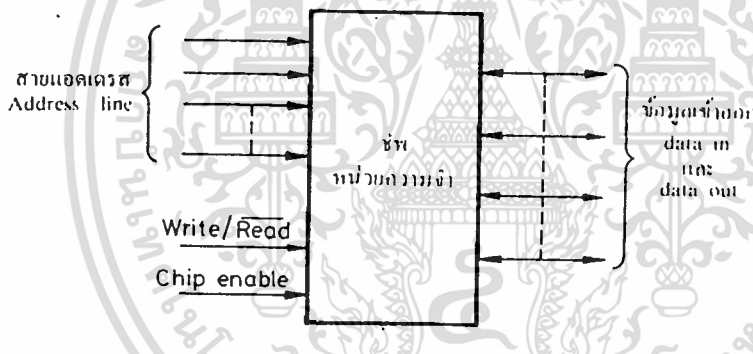 สายแอดเดรส
Address line
Write/R̅e̅a̅d̅
Chip enable
ชิพ
หน่วยความจำ
ข้อมูลเข้าออก
data in
และ
data out